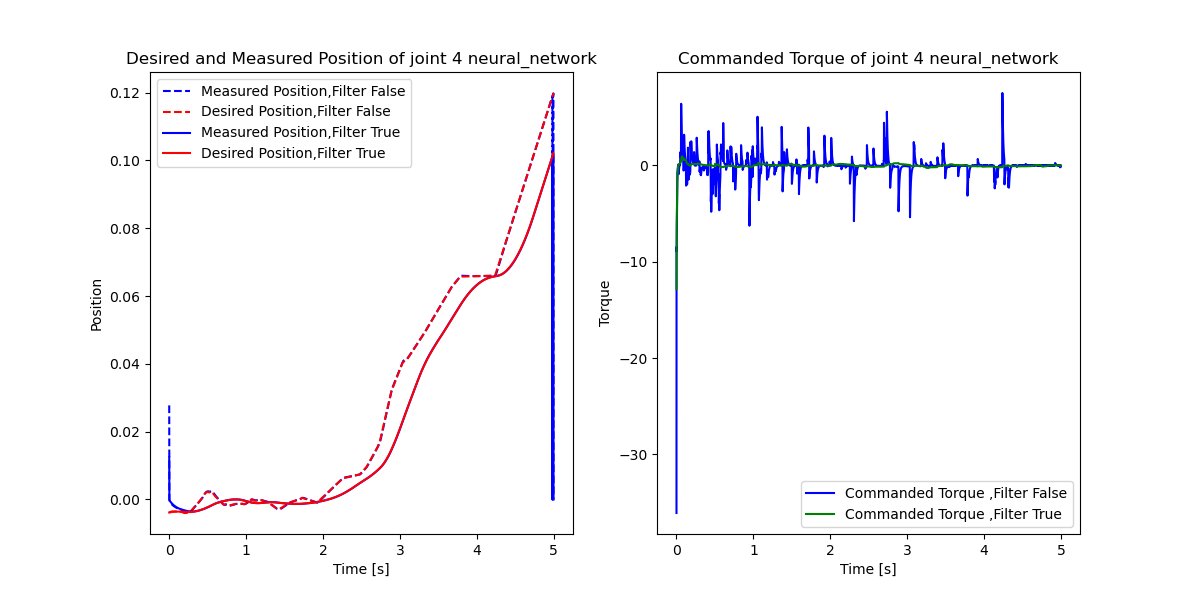 Desired and Measured Position of joint 4 neural_network
Measured Position,Filter False
Desired Position,Filter False
Measured Position,Filter True
Desired Position,Filter True
0.12
0.10
0.08
0.06
0.04
0.02
0.00
Position
0 1 2 3 4 5
Time [s]
Commanded Torque of joint 4 neural_network
0
−10
−20
−30
Torque
Commanded Torque ,Filter False
Commanded Torque ,Filter True
0 1 2 3 4 5
Time [s]